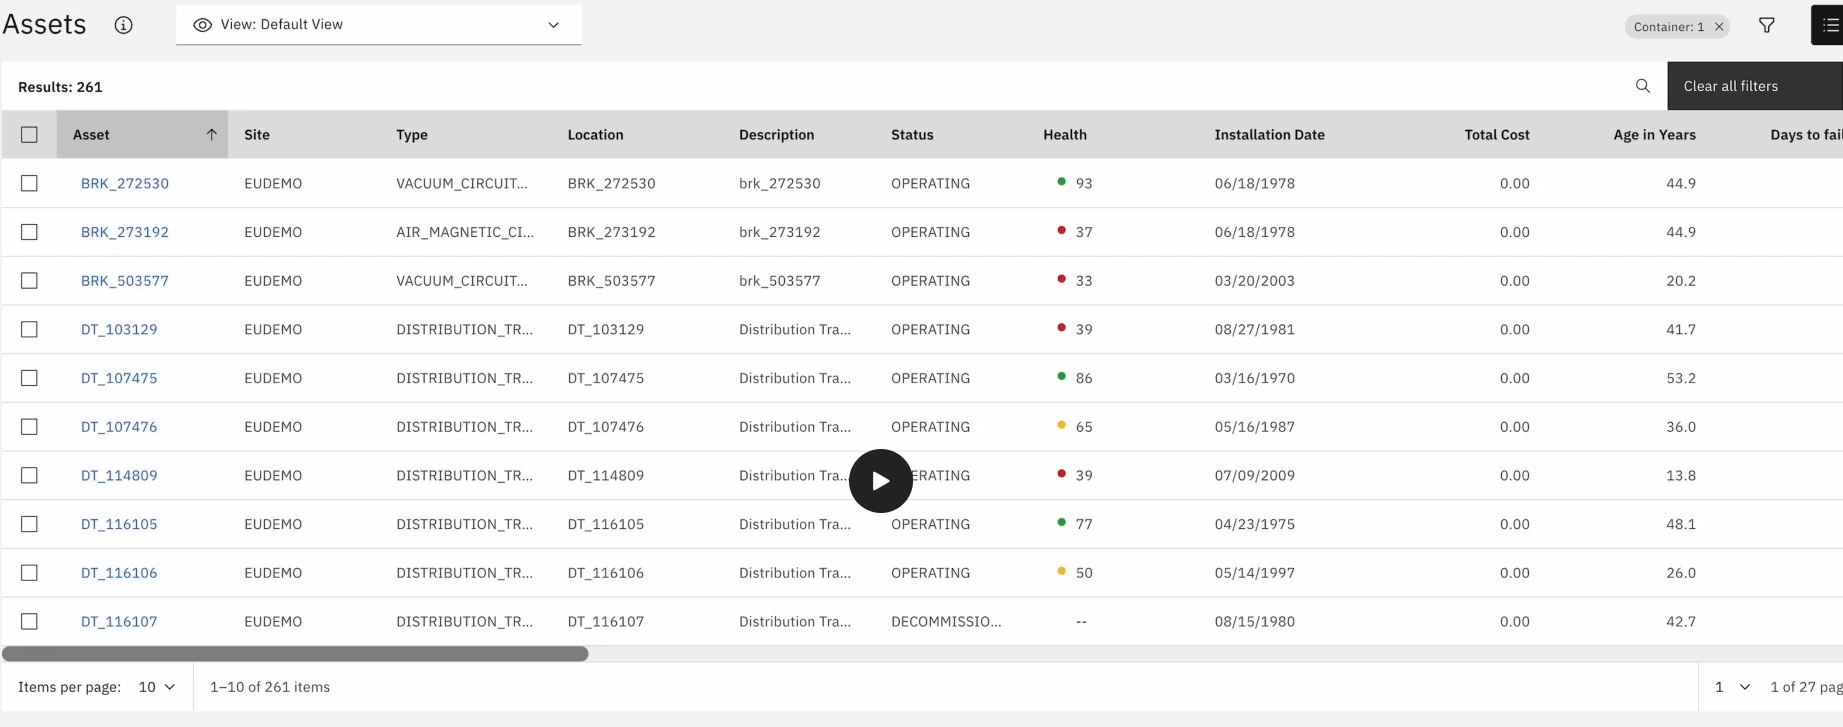 Assets View: Default View Container: 1
Results: 261 Clear all filters
Asset Site Type Location Description Status Health Installation Date Total Cost Age in Years Days to fail
BRK_272530 EUDEMO VACUUM_CIRCUIT... BRK_272530 brk_272530 OPERATING 93 06/18/1978 0.00 44.9
BRK_273192 EUDEMO AIR_MAGNETIC_CI... BRK_273192 brk_273192 OPERATING 37 06/18/1978 0.00 44.9
BRK_503577 EUDEMO VACUUM_CIRCUIT... BRK_503577 brk_503577 OPERATING 33 03/20/2003 0.00 20.2
DT_103129 EUDEMO DISTRIBUTION_TR... DT_103129 Distribution Tra... OPERATING 39 08/27/1981 0.00 41.7
DT_107475 EUDEMO DISTRIBUTION_TR... DT_107475 Distribution Tra... OPERATING 86 03/16/1970 0.00 53.2
DT_107476 EUDEMO DISTRIBUTION_TR... DT_107476 Distribution Tra... OPERATING 65 05/16/1987 0.00 36.0
DT_114809 EUDEMO DISTRIBUTION_TR... DT_114809 Distribution Tra... ERATING 39 07/09/2009 0.00 13.8
DT_116105 EUDEMO DISTRIBUTION_TR... DT_116105 Distribution Tra... OPERATING 77 04/23/1975 0.00 48.1
DT_116106 EUDEMO DISTRIBUTION_TR... DT_116106 Distribution Tra... OPERATING 50 05/14/1997 0.00 26.0
DT_116107 EUDEMO DISTRIBUTION_TR... DT_116107 Distribution Tra... DECOMMISSIO... -- 08/15/1980 0.00 42.7
Items per page: 10 1–10 of 261 items 1 1 of 27 pag